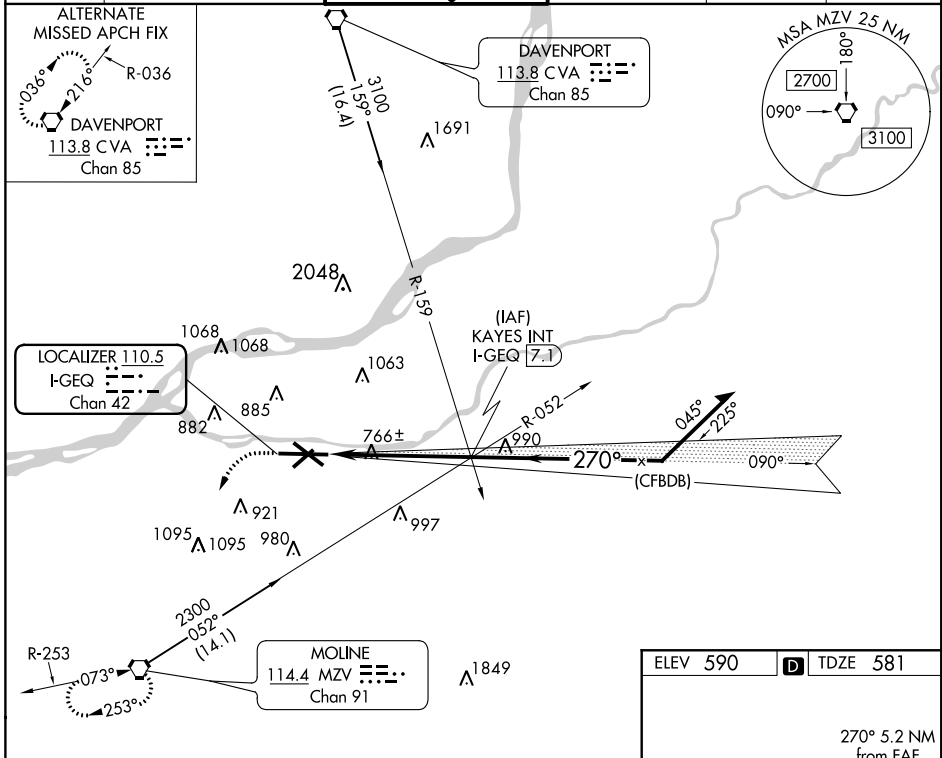 ALTERNATE
MISSED APCH FIX
R-036
036°
216°
DAVENPORT
113.8 CVA
Chan 85
3100
159°
(16.4)
DAVENPORT
113.8 CVA
Chan 85
MSA MZV 25 NM
180°
2700
090°
3100
1691
2048
R-159
1068
1068
(IAF)
KAYES INT
I-GEQ 7.1
LOCALIZER 110.5
I-GEQ
Chan 42
1063
885
882
R-052
045°
225°
766±
990
270°
x
090°
(CFBDB)
921
997
1095
1095
980
2300
052°
(14.1)
R-253
073°
253°
MOLINE
114.4 MZV
Chan 91
1849
ELEV 590 D TDZE 581
270° 5.2 NM
from FAF